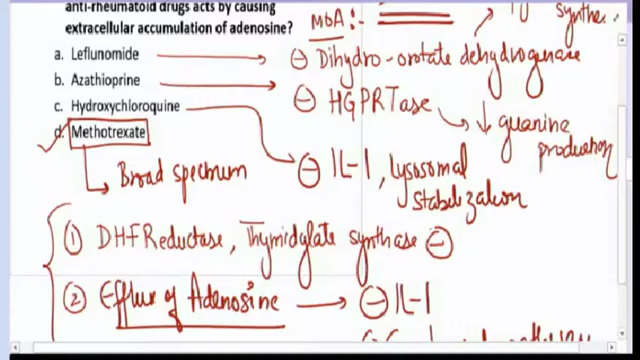 anti-rheumatoid drugs acts by causing
extracellular accumulation of adenosine?
MOA :-
synthe
a. Leflunomide
⊖ Dihydro-orotate dehydrogenase
b. Azathioprine
⊖ HGPRTase
↓ guanine production
c. Hydroxychloroquine
⊖ IL-1, lysosomal
stabelization
d. Methotrexate
Broad spectrum
① DHFReductase, Thymidylate synthase ⊖
② Efflux of Adenosine → ⊖ IL-1